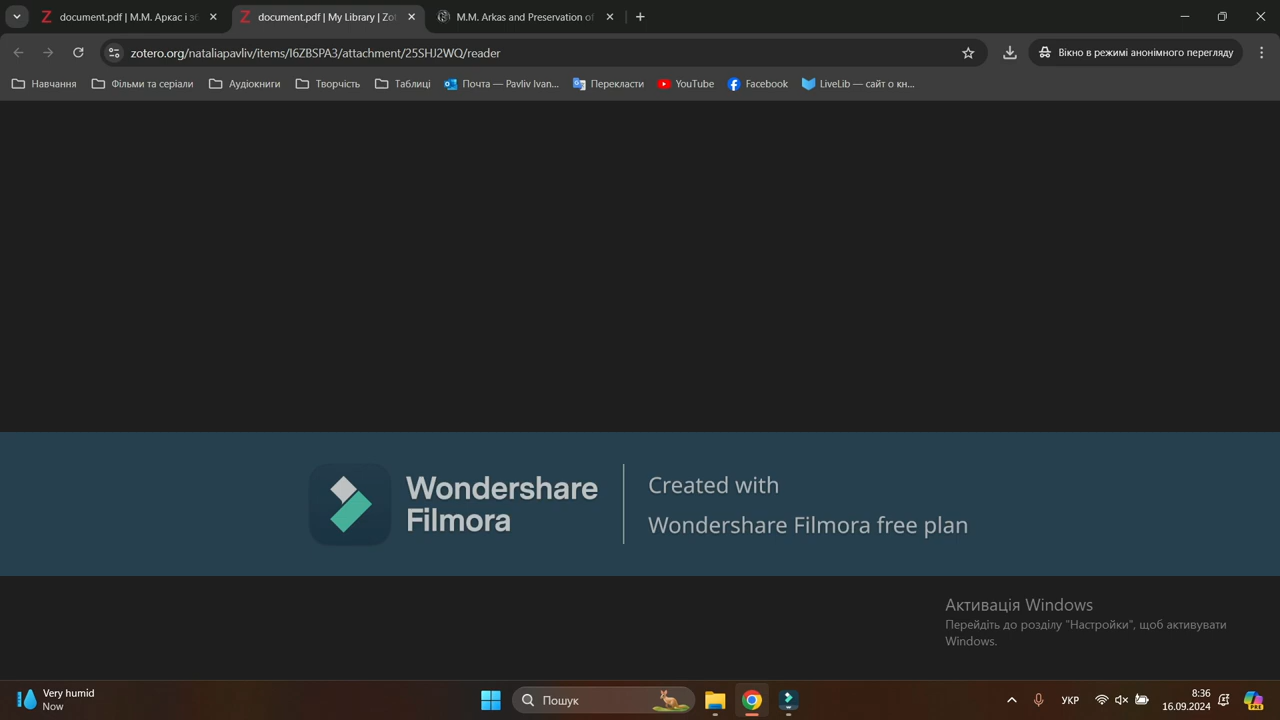 document.pdf | М.М. Аркас і зб
document.pdf | My Library | Zot
M.M. Arkas and Preservation of
zotero.org/nataliapavliv/items/I6ZBSPA3/attachment/25SHJ2WQ/reader
Вікно в режимі анонімного перегляду
Навчання
Фільми та серіали
Аудіокниги
Творчість
Таблиці
Почта — Pavliv Ivan...
Перекласти
YouTube
Facebook
LiveLib — сайт о кн...
Wondershare
Filmora
Created with
Wondershare Filmora free plan
Активація Windows
Перейдіть до розділу "Настройки", щоб активувати
Windows.
Very humid
Now
Пошук
УКР
8:36
16.09.2024